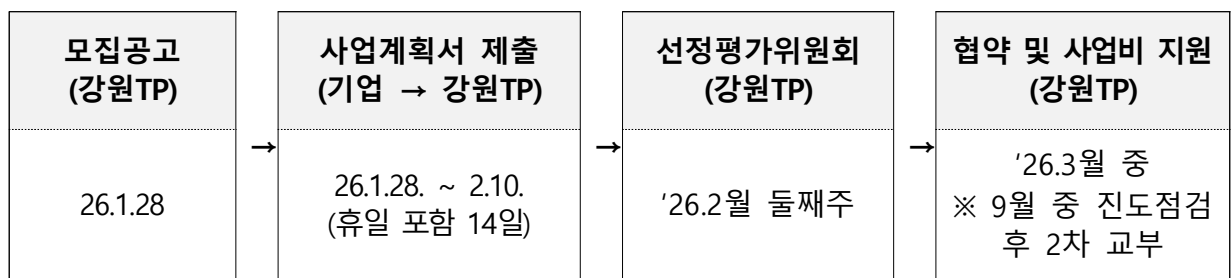 모집공고
(강원TP)
26.1.28
→
사업계획서 제출
(기업 → 강원TP)
26.1.28. ~ 2.10.
(휴일 포함 14일)
→
선정평가위원회
(강원TP)
'26.2월 둘째주
→
협약 및 사업비 지원
(강원TP)
'26.3월 중
※ 9월 중 진도점검
후 2차 교부